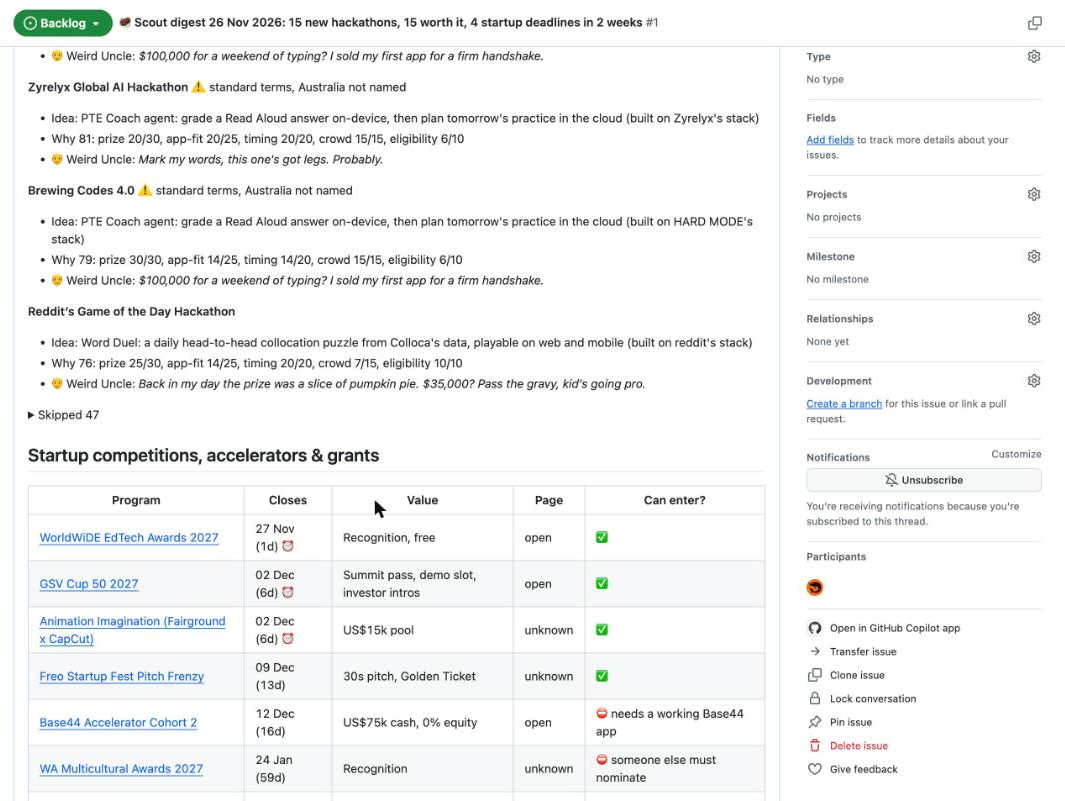 Backlog
Scout digest 26 Nov 2026: 15 new hackathons, 15 worth it, 4 startup deadlines in 2 weeks #1
• 👴 Weird Uncle: $100,000 for a weekend of typing? I sold my first app for a firm handshake.
Zyrelyx Global AI Hackathon ⚠️ standard terms, Australia not named
• Idea: PTE Coach agent: grade a Read Aloud answer on-device, then plan tomorrow's practice in the cloud (built on Zyrelyx's stack)
• Why 81: prize 20/30, app-fit 20/25, timing 20/20, crowd 15/15, eligibility 6/10
• 👴 Weird Uncle: Mark my words, this one's got legs. Probably.
Brewing Codes 4.0 ⚠️ standard terms, Australia not named
• Idea: PTE Coach agent: grade a Read Aloud answer on-device, then plan tomorrow's practice in the cloud (built on HARD MODE's
stack)
• Why 79: prize 30/30, app-fit 14/25, timing 14/20, crowd 15/15, eligibility 6/10
• 👴 Weird Uncle: $100,000 for a weekend of typing? I sold my first app for a firm handshake.
Reddit's Game of the Day Hackathon
• Idea: Word Duel: a daily head-to-head collocation puzzle from Colloca's data, playable on web and mobile (built on reddit's stack)
• Why 76: prize 25/30, app-fit 14/25, timing 20/20, crowd 7/15, eligibility 10/10
• 👴 Weird Uncle: Back in my day the prize was a slice of pumpkin pie. $35,000? Pass the gravy, kid's going pro.
Skipped 47
Startup competitions, accelerators & grants
Program Closes Value Page Can enter?
WorldWiDE EdTech Awards 2027 27 Nov (1d) ⏰ Recognition, free open ✅
GSV Cup 50 2027 02 Dec (6d) ⏰ Summit pass, demo slot, investor intros open ✅
Animation Imagination (Fairground x CapCut) 02 Dec (6d) ⏰ US$15k pool unknown ✅
Freo Startup Fest Pitch Frenzy 09 Dec (13d) 30s pitch, Golden Ticket unknown ✅
Base44 Accelerator Cohort 2 12 Dec (16d) US$75k cash, 0% equity open ⛔ needs a working Base44 app
WA Multicultural Awards 2027 24 Jan (59d) Recognition unknown ⛔ someone else must nominate
Type
No type
Fields
Add fields to track more details about your
issues.
Projects
No projects
Milestone
No milestone
Relationships
None yet
Development
Create a branch for this issue or link a pull
request.
Notifications Customize
Unsubscribe
You're receiving notifications because you're
subscribed to this thread.
Participants
Open in GitHub Copilot app
Transfer issue
Clone issue
Lock conversation
Pin issue
Delete issue
Give feedback